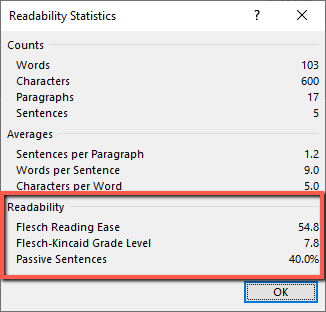 Readability Statistics ?
Counts
Words 103
Characters 600
Paragraphs 17
Sentences 5
Averages
Sentences per Paragraph 1.2
Words per Sentence 9.0
Characters per Word 5.0
Readability
Flesch Reading Ease 54.8
Flesch-Kincaid Grade Level 7.8
Passive Sentences 40.0%
OK